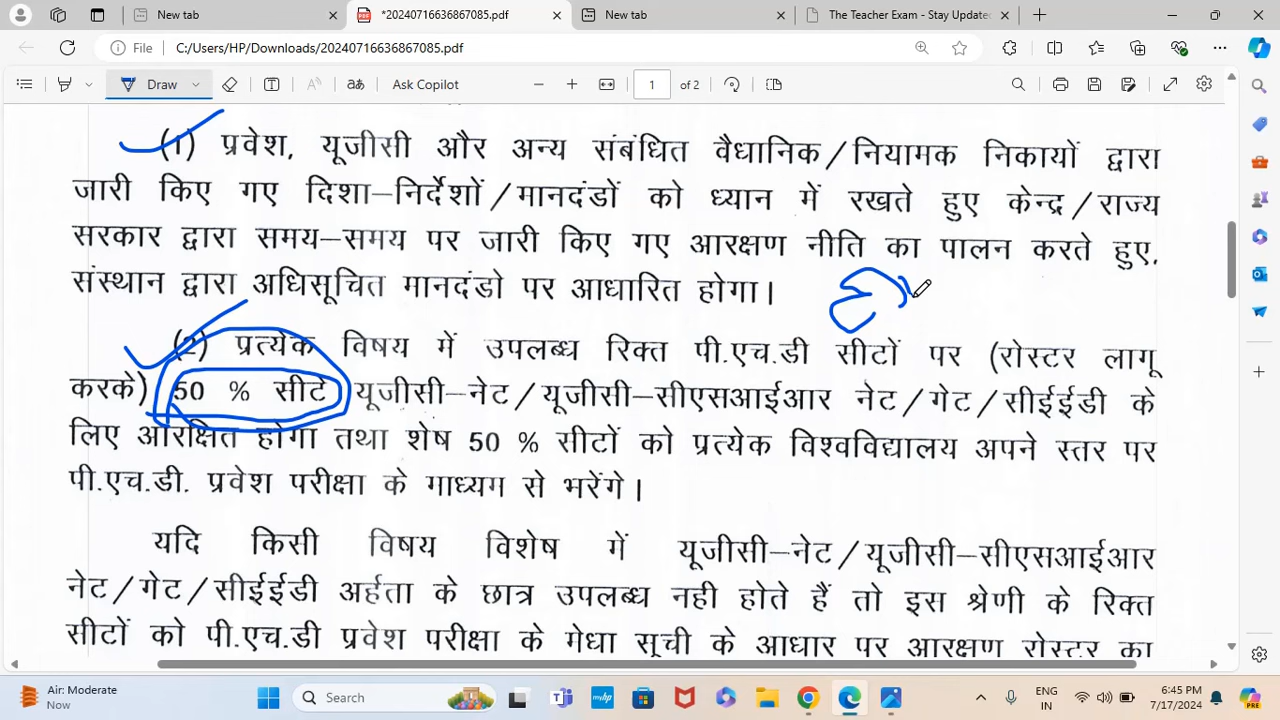 New tab
*20240716636867085.pdf
New tab
The Teacher Exam - Stay Update
File
C:/Users/HP/Downloads/20240716636867085.pdf
Draw
aあ
Ask Copilot
1 of 2
(1) प्रवेश, यूजीसी और अन्य संबंधित वैधानिक/नियामक निकायों द्वारा
जारी किए गए दिशा–निर्देशों/मानदंडों को ध्यान में रखते हुए केन्द्र/राज्य
सरकार द्वारा समय–समय पर जारी किए गए आरक्षण नीति का पालन करते हुए,
संस्थान द्वारा अधिसूचित मानदंडो पर आधारित होगा।
(2) प्रत्येक विषय में उपलब्ध रिक्त पी.एच.डी सीटों पर (रोस्टर लागू
करके) 50 % सीटें यूजीसी–नेट/यूजीसी–सीएसआईआर नेट/गेट/सीईईडी के
लिए आरक्षित होगा तथा शेष 50 % सीटों को प्रत्येक विश्वविद्यालय अपने स्तर पर
पी.एच.डी. प्रवेश परीक्षा के माध्यम से भरेंगे।
यदि किसी विषय विशेष में यूजीसी–नेट/यूजीसी–सीएसआईआर
नेट/गेट/सीईईडी अर्हता के छात्र उपलब्ध नही होते हैं तो इस श्रेणी के रिक्त
सीटों को पी.एच.डी प्रवेश परीक्षा के मेधा सूची के आधार पर आरक्षण रोस्टर का
Air: Moderate
Now
Search
ENG
IN
6:45 PM
7/17/2024